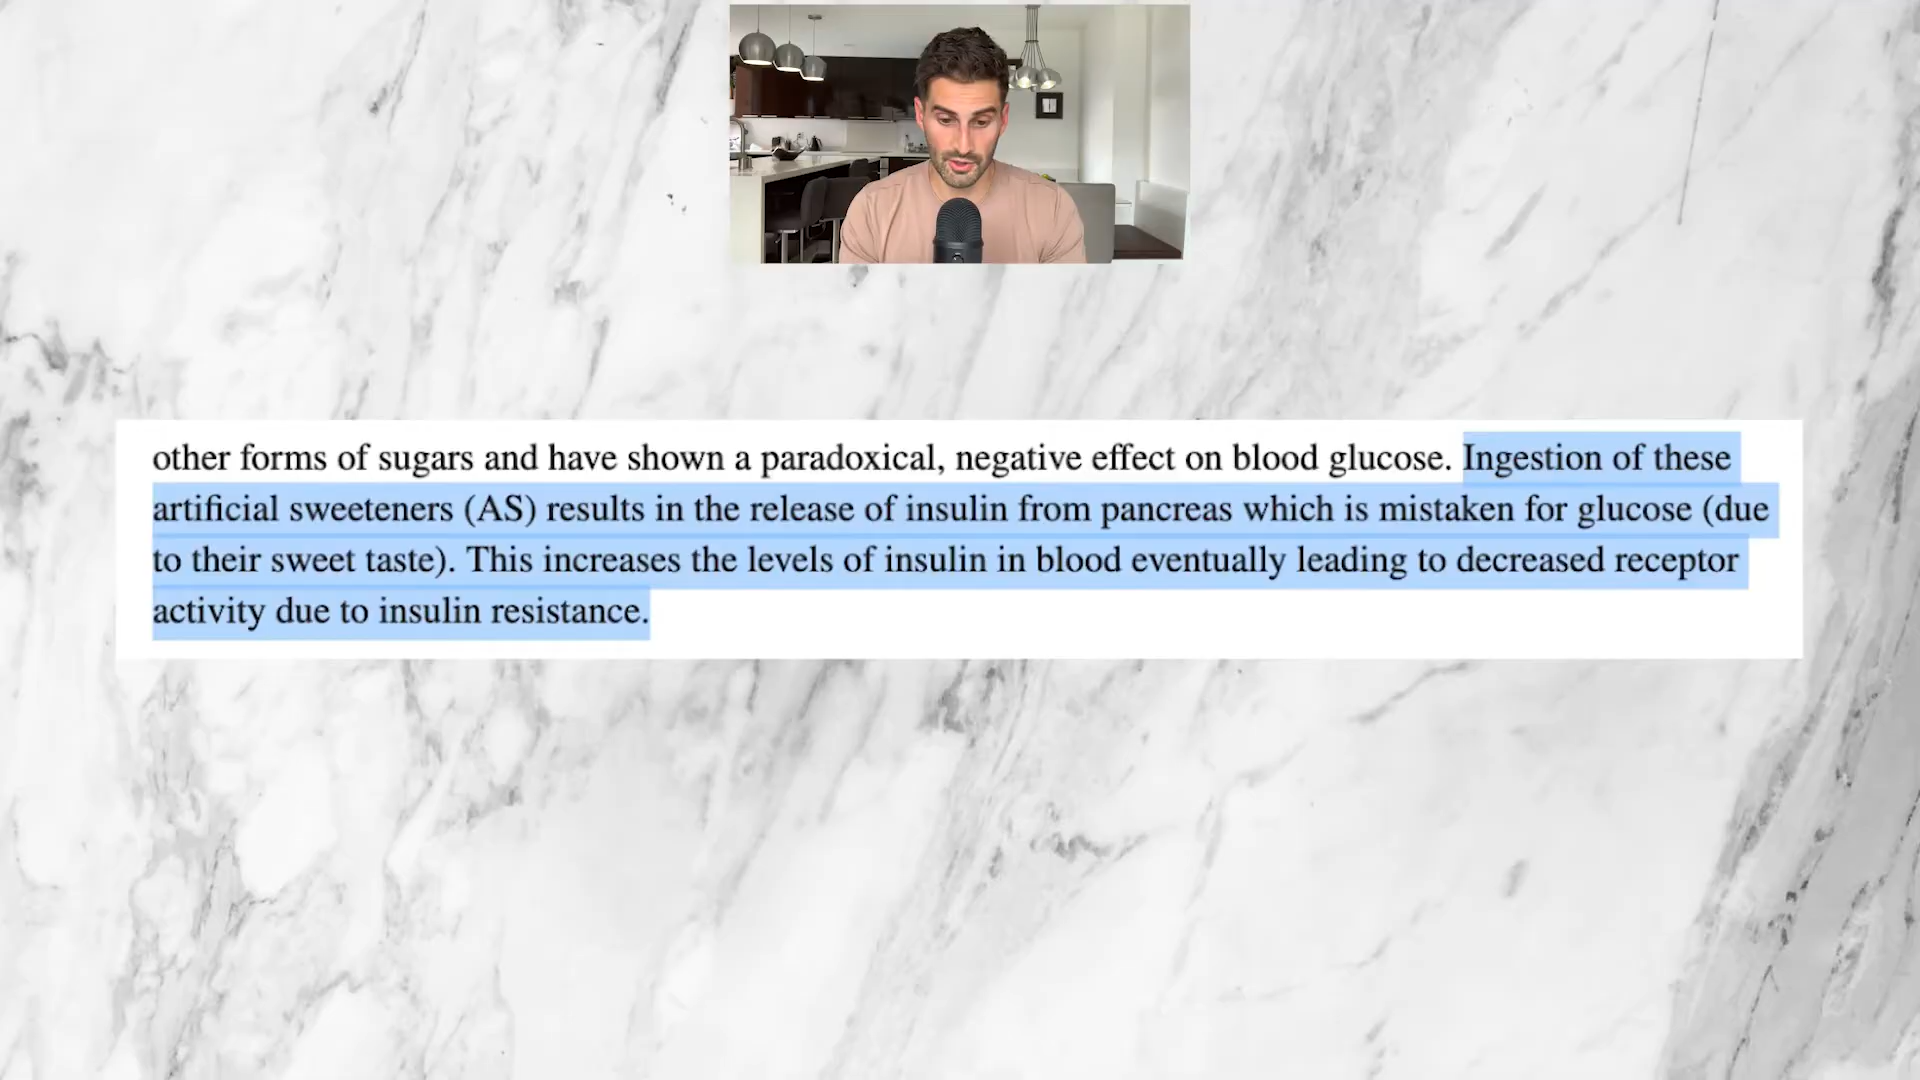 other forms of sugars and have shown a paradoxical, negative effect on blood glucose. Ingestion of these
artificial sweeteners (AS) results in the release of insulin from pancreas which is mistaken for glucose (due
to their sweet taste). This increases the levels of insulin in blood eventually leading to decreased receptor
activity due to insulin resistance.